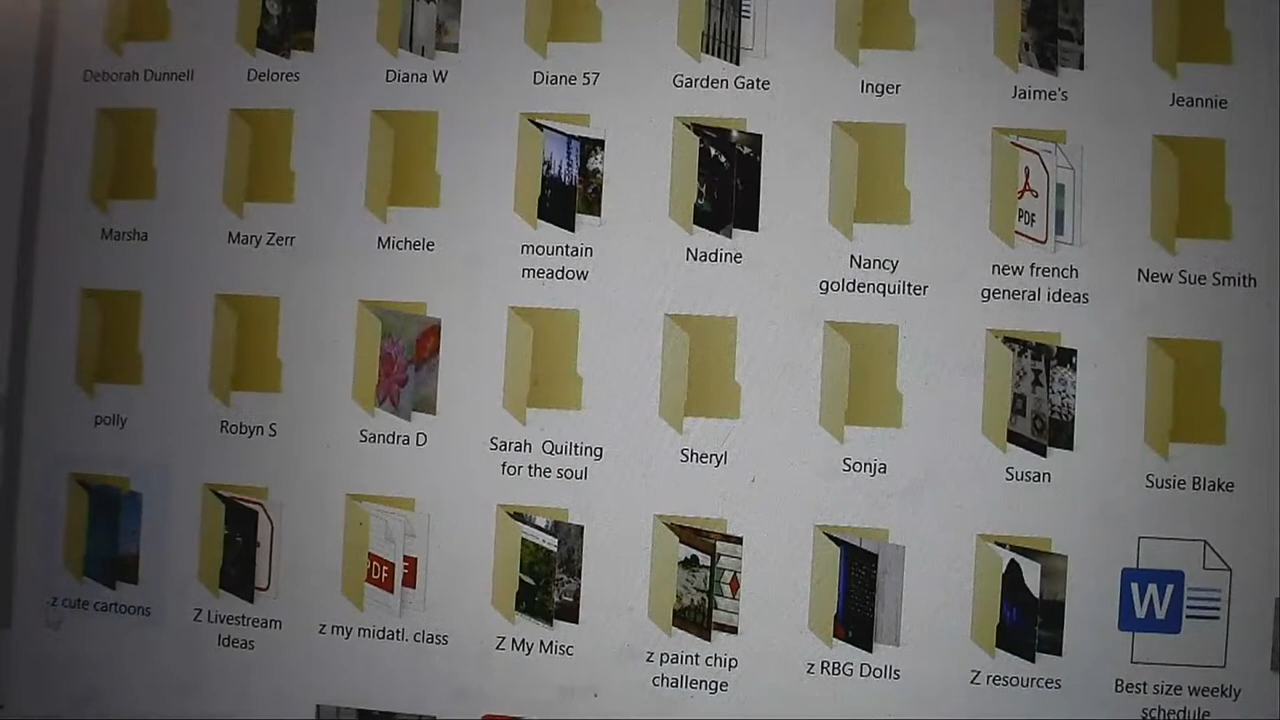 Deborah Dunnell
Delores
Diana W
Diane 57
Garden Gate
Inger
Jaime's
Jeannie
Marsha
Mary Zerr
Michele
mountain
meadow
Nadine
Nancy
goldenquilter
PDF
new french
general ideas
New Sue Smith
polly
Robyn S
Sandra D
Sarah Quilting
for the soul
Sheryl
Sonja
Susan
Susie Blake
z cute cartoons
Z Livestream
Ideas
PDF
z my midatl. class
Z My Misc
z paint chip
challenge
z RBG Dolls
Z resources
W
Best size weekly
schedule